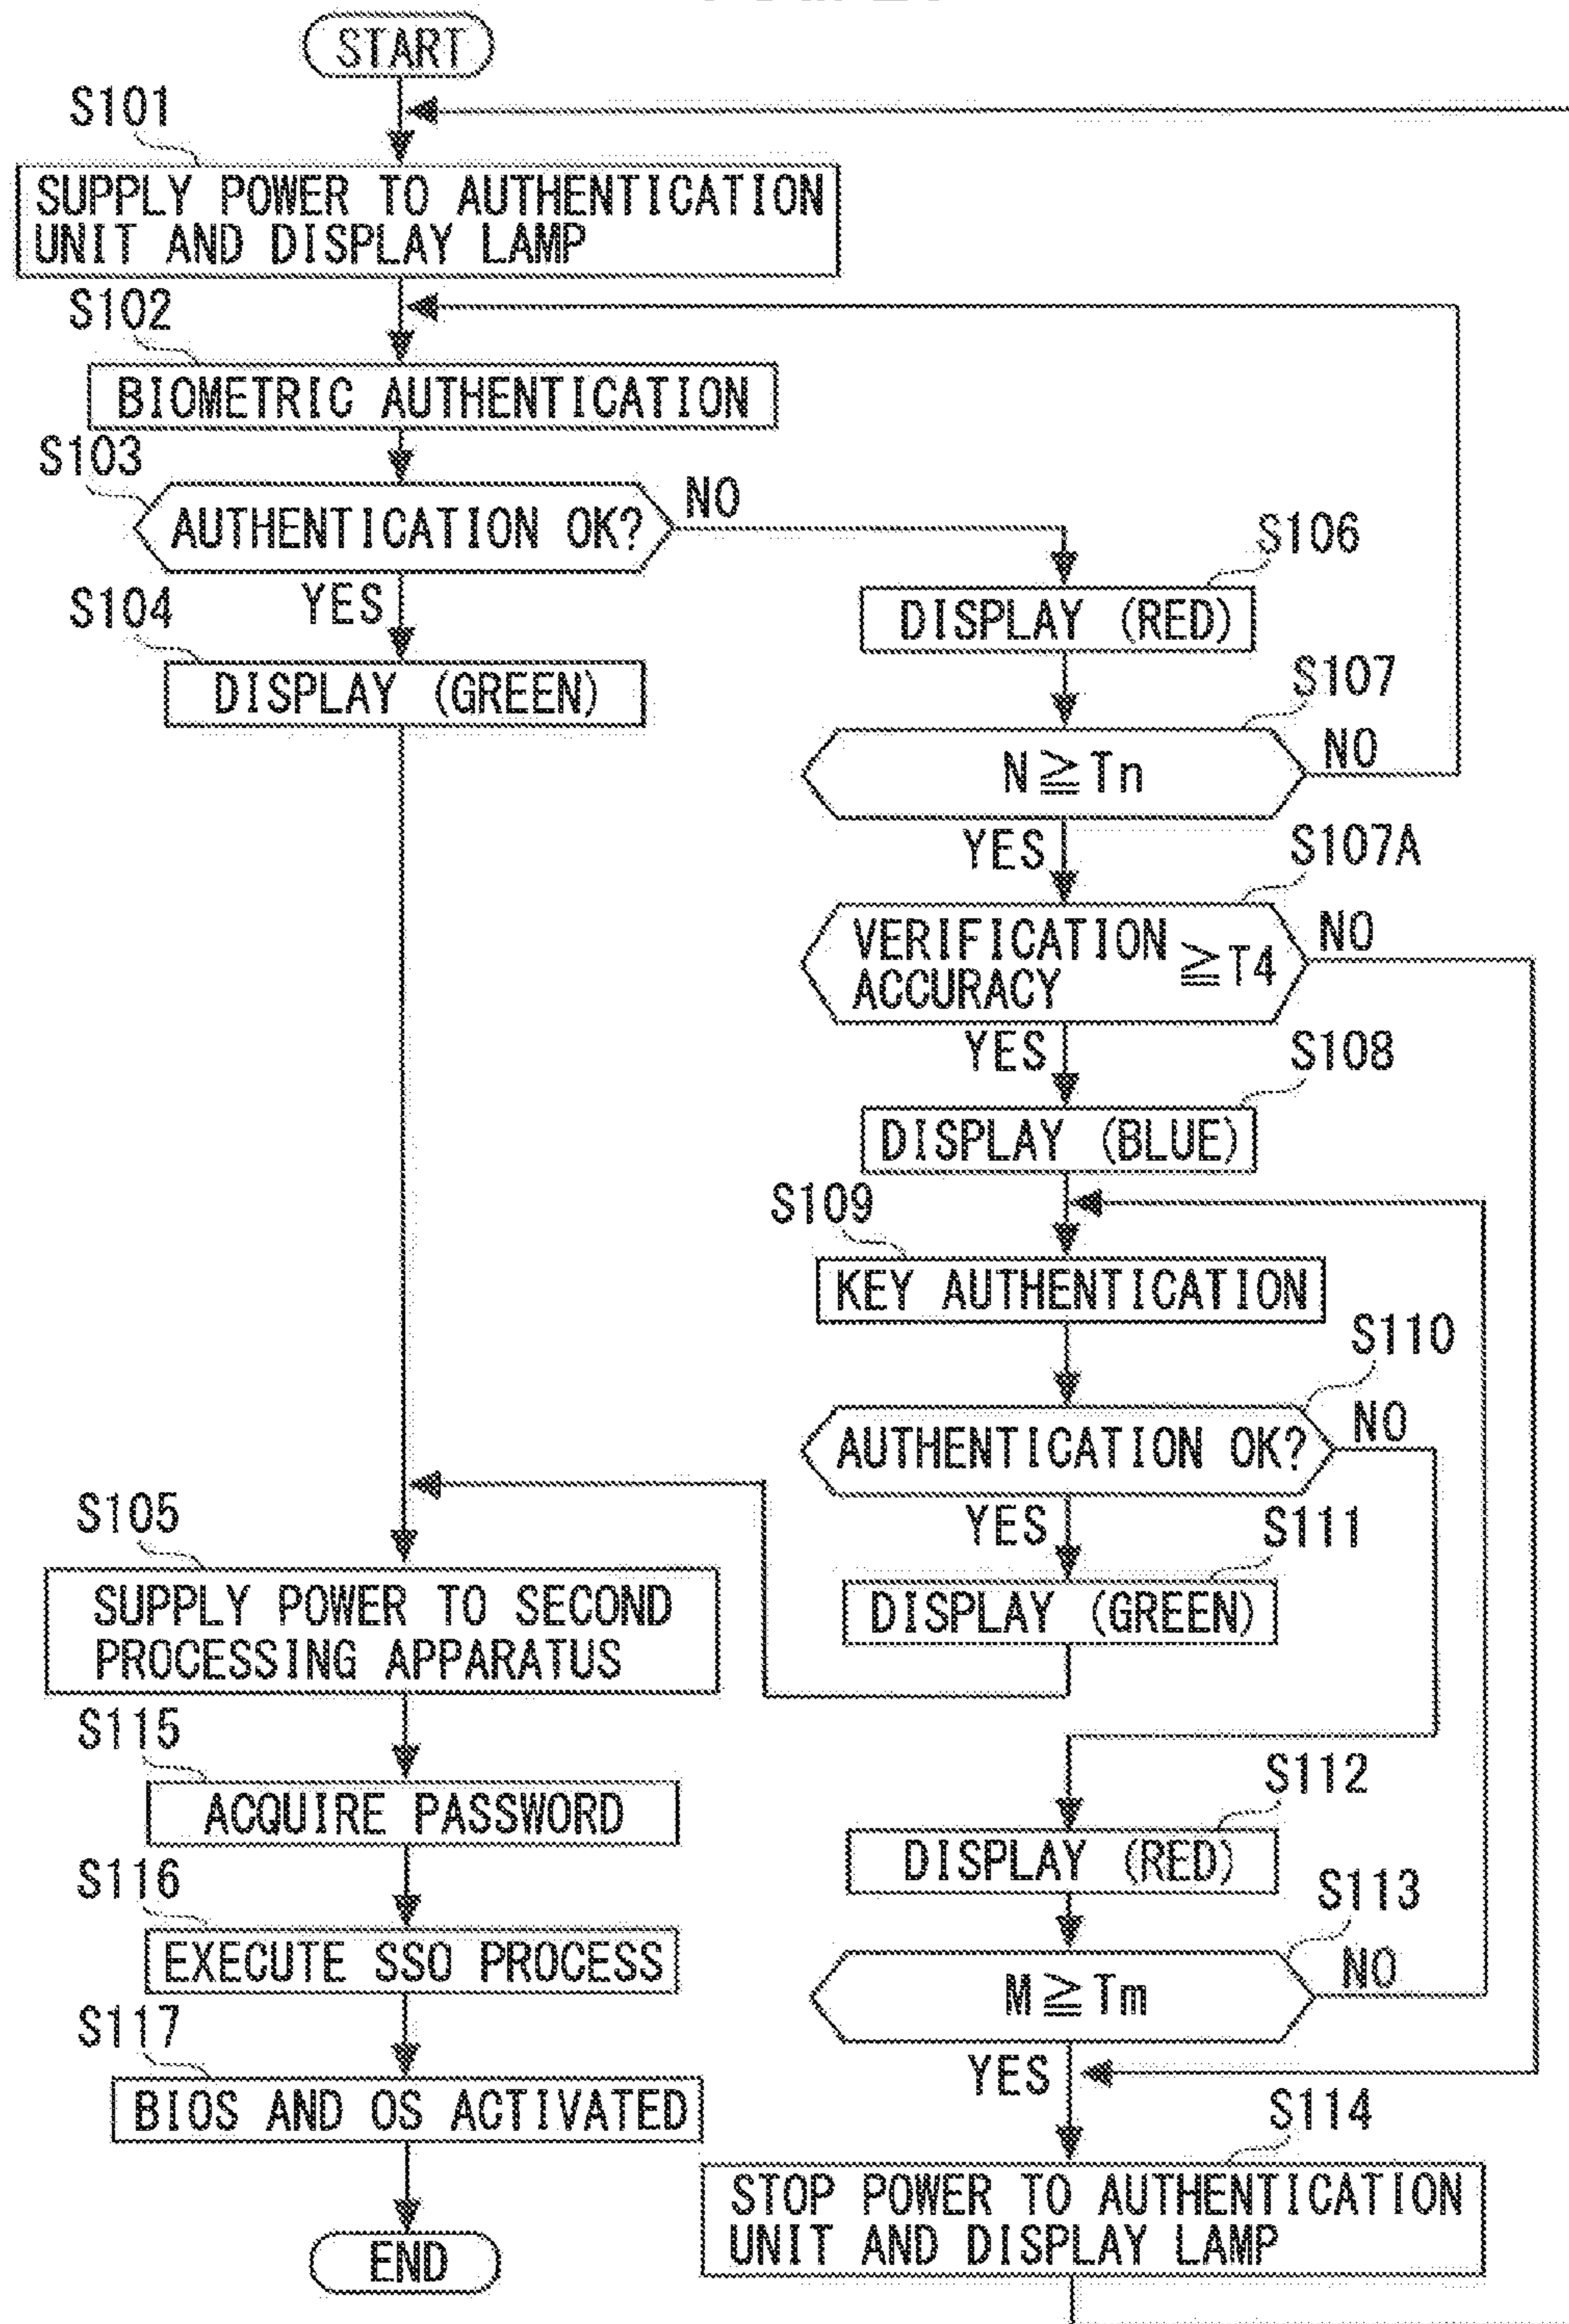 START
S101
SUPPLY POWER TO AUTHENTICATION
UNIT AND DISPLAY LAMP
S102
BIOMETRIC AUTHENTICATION
S103
AUTHENTICATION OK?
NO
YES
S104
DISPLAY (GREEN)
S106
DISPLAY (RED)
S107
N≧Tn
NO
YES
S107A
VERIFICATION
ACCURACY ≧T4
NO
YES
S108
DISPLAY (BLUE)
S109
KEY AUTHENTICATION
S110
AUTHENTICATION OK?
NO
YES
S111
DISPLAY (GREEN)
S105
SUPPLY POWER TO SECOND
PROCESSING APPARATUS
S115
ACQUIRE PASSWORD
S116
EXECUTE SSO PROCESS
S117
BIOS AND OS ACTIVATED
END
S112
DISPLAY (RED)
S113
M≧Tm
NO
YES
S114
STOP POWER TO AUTHENTICATION
UNIT AND DISPLAY LAMP